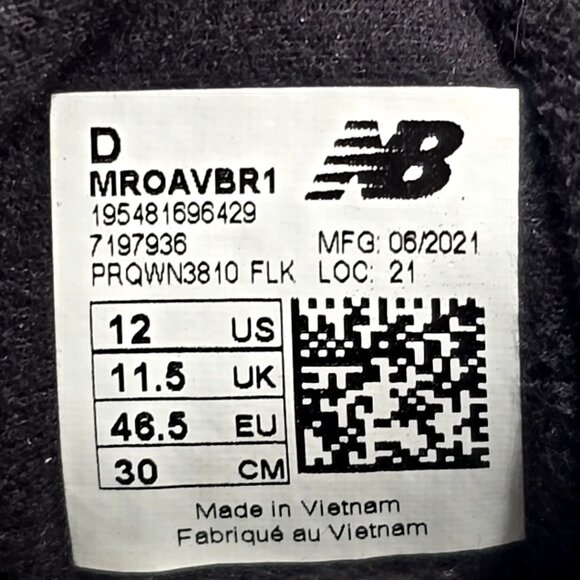 D
NB
MROAVBR1
195481696429
7197936 MFG: 06/2021
PRQWN3810 FLK LOC: 21
12 US
11.5 UK
46.5 EU
30 CM
Made in Vietnam
Fabriqué au Vietnam